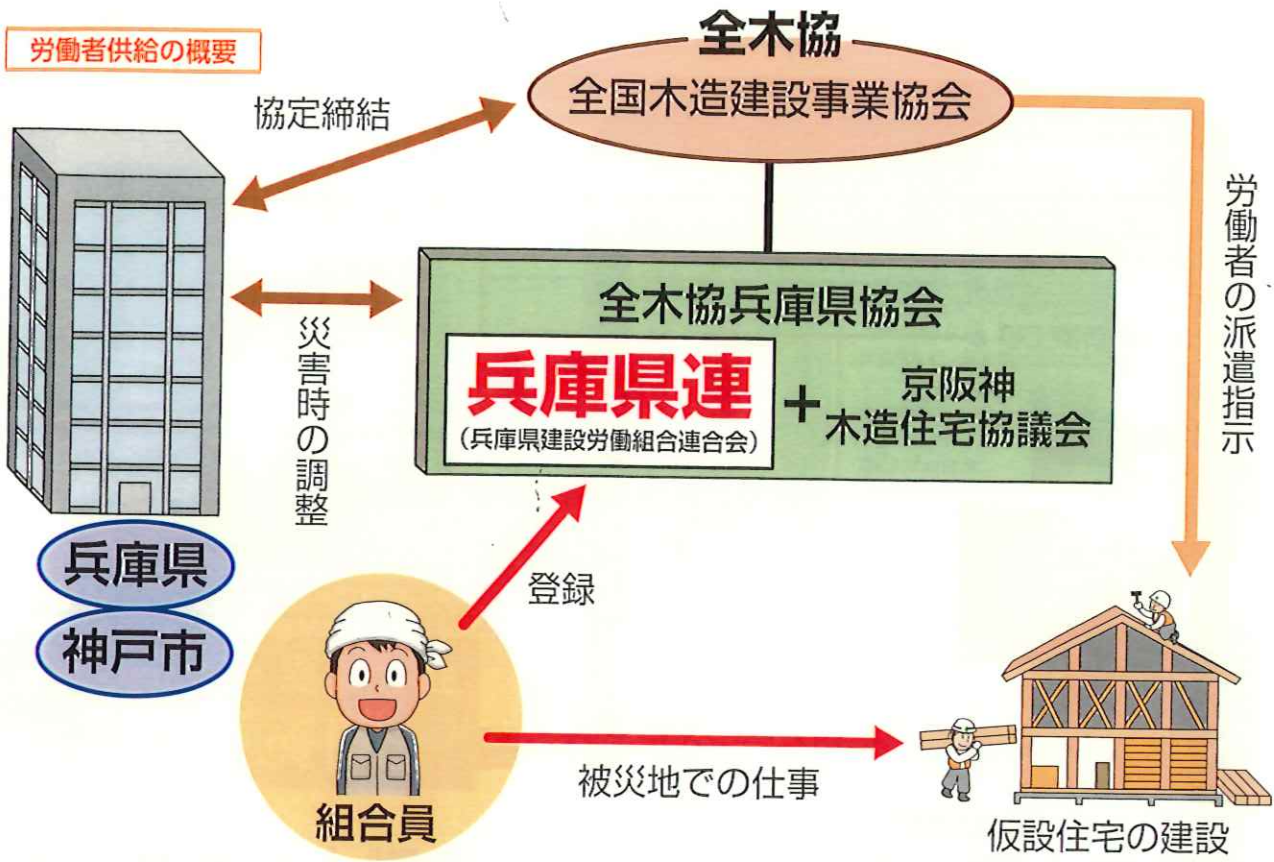 労働者供給の概要
全木協
全国木造建設事業協会
協定締結
労働者の派遣指示
全木協兵庫県協会
兵庫県連
(兵庫県建設労働組合連合会)
+
京阪神
木造住宅協議会
災害時の調整
兵庫県
神戸市
登録
組合員
被災地での仕事
仮設住宅の建設